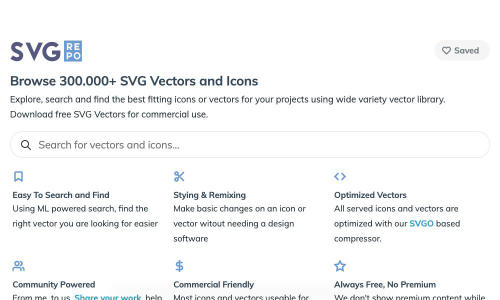 SVG REPO
Saved
Browse 300.000+ SVG Vectors and Icons
Explore, search and find the best fitting icons or vectors for your projects using wide variety vector library.
Download free SVG Vectors for commercial use.
Search for vectors and icons...
Easy To Search and Find
Using ML powered search, find the
right vector you are looking for easier
Stying & Remixing
Make basic changes on an icon or
vector witout needing a design
software
Optimized Vectors
All served icons and vectors are
optimized with our SVGO based
compressor.
Community Powered
From me, to us. Share your work, help
Commercial Friendly
Most icons and vectors useable for
Always Free, No Premium
We don't show premium content while